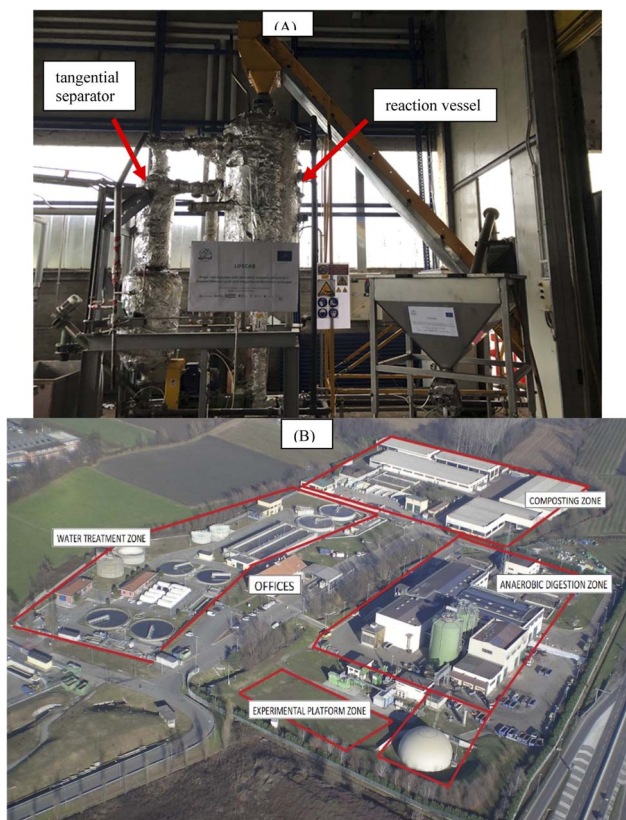 (A)
tangential
separator
reaction vessel
LIFECAB
(B)
COMPOSTING ZONE
WATER TREATMENT ZONE
OFFICES
ANAEROBIC DIGESTION ZONE
EXPERIMENTAL PLATFORM ZONE